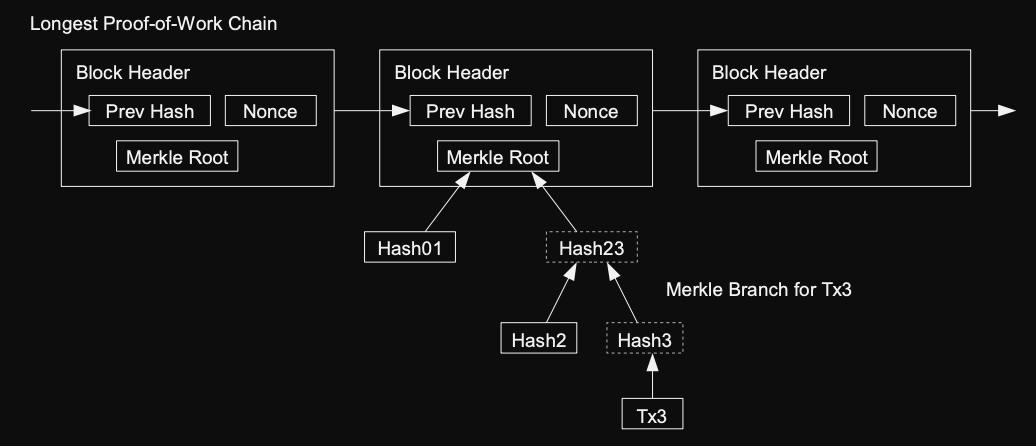 Longest Proof-of-Work Chain
Block Header
Prev Hash
Nonce
Merkle Root
Block Header
Prev Hash
Nonce
Merkle Root
Block Header
Prev Hash
Nonce
Merkle Root
Hash01
Hash23
Merkle Branch for Tx3
Hash2
Hash3
Tx3